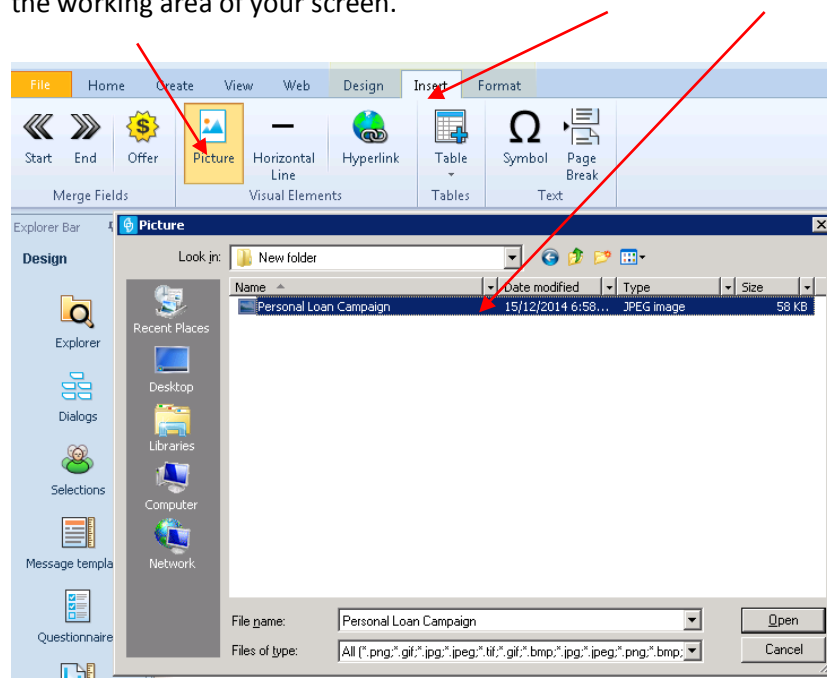 the working area of your screen.
File Home Create View Web Design Insert Format
Start End Offer Picture Horizontal Line Hyperlink Table Symbol Page Break
Merge Fields Visual Elements Tables Text
Explorer Bar
Design
Explorer
Dialogs
Selections
Message templa
Questionnaire
Picture
Look in: New folder
Name Date modified Type Size
Personal Loan Campaign 15/12/2014 6:58... JPEG image 58 KB
Recent Places
Desktop
Libraries
Computer
Network
File name: Personal Loan Campaign Open
Files of type: All (*.png;*.gif;*.jpg;*.jpeg;*.tif;*.gif;*.bmp;*.jpg;*.jpeg;*.png;*.bmp; Cancel